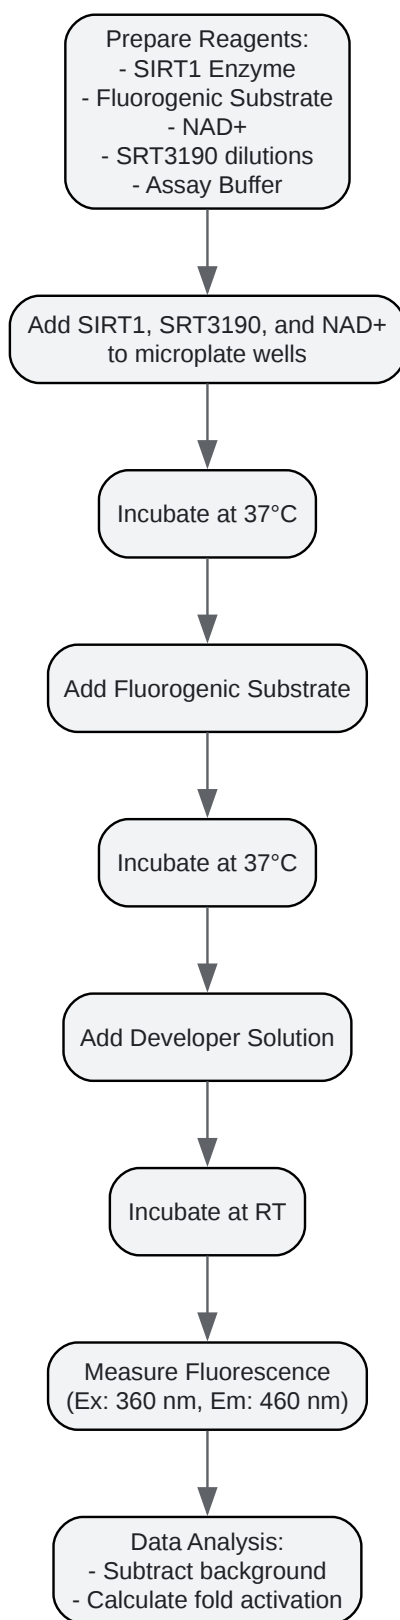 Prepare Reagents:
- SIRT1 Enzyme
- Fluorogenic Substrate
- NAD+
- SRT3190 dilutions
- Assay Buffer
Add SIRT1, SRT3190, and NAD+
to microplate wells
Incubate at 37°C
Add Fluorogenic Substrate
Incubate at 37°C
Add Developer Solution
Incubate at RT
Measure Fluorescence
(Ex: 360 nm, Em: 460 nm)
Data Analysis:
- Subtract background
- Calculate fold activation